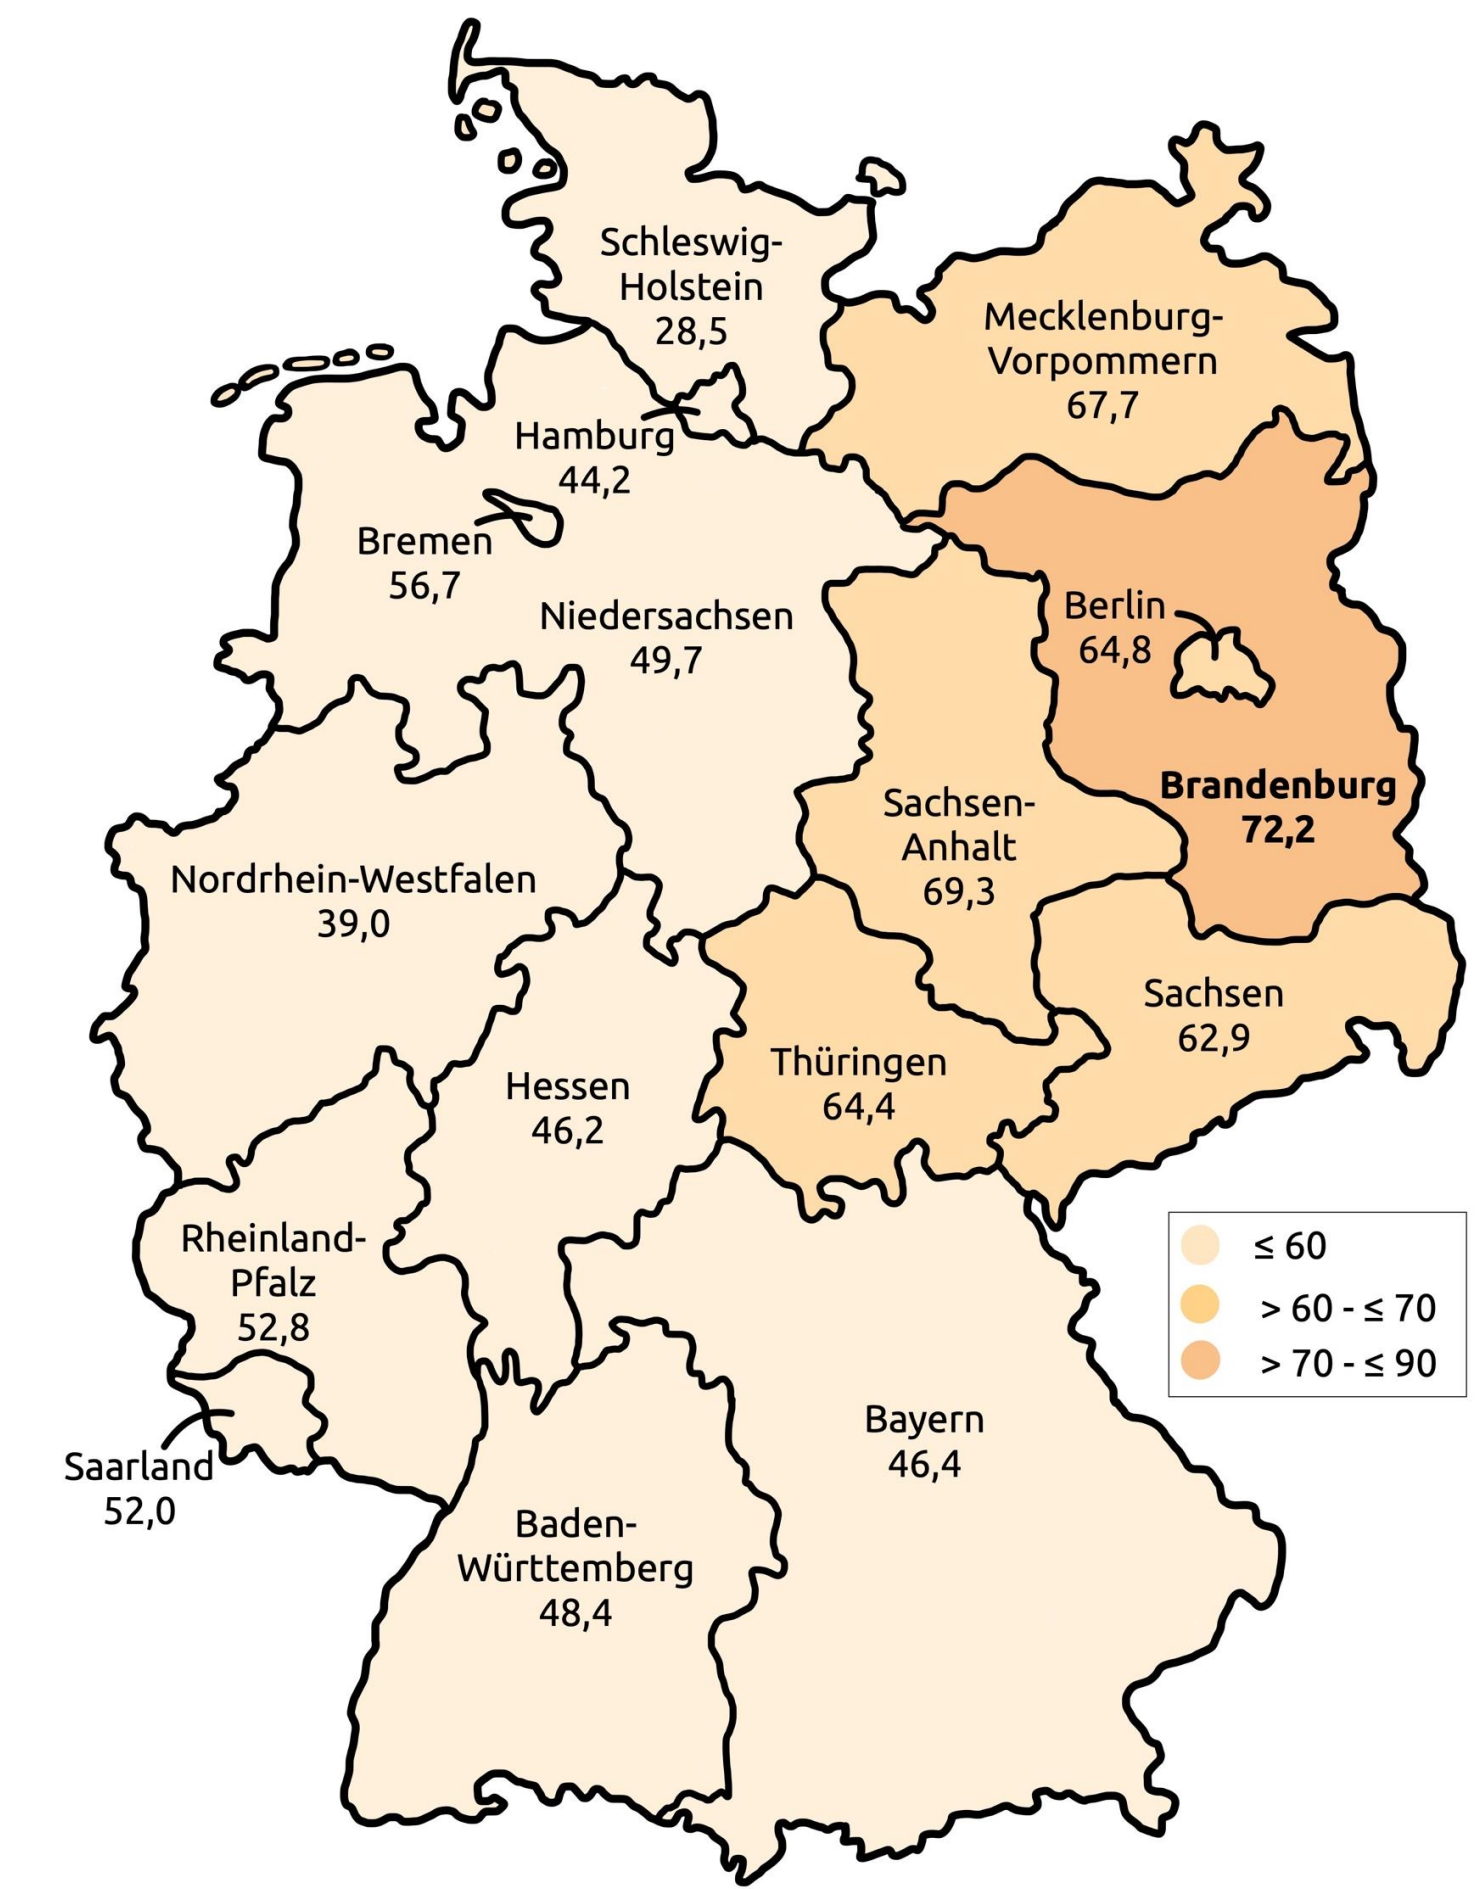 Schleswig-
Holstein
28,5
Mecklenburg-
Vorpommern
67,7
Hamburg
44,2
Bremen
56,7
Niedersachsen
49,7
Berlin
64,8
Brandenburg
72,2
Sachsen-
Anhalt
69,3
Nordrhein-Westfalen
39,0
Sachsen
62,9
Thüringen
64,4
Hessen
46,2
Rheinland-
Pfalz
52,8
≤ 60
> 60 - ≤ 70
> 70 - ≤ 90
Saarland
52,0
Bayern
46,4
Baden-
Württemberg
48,4